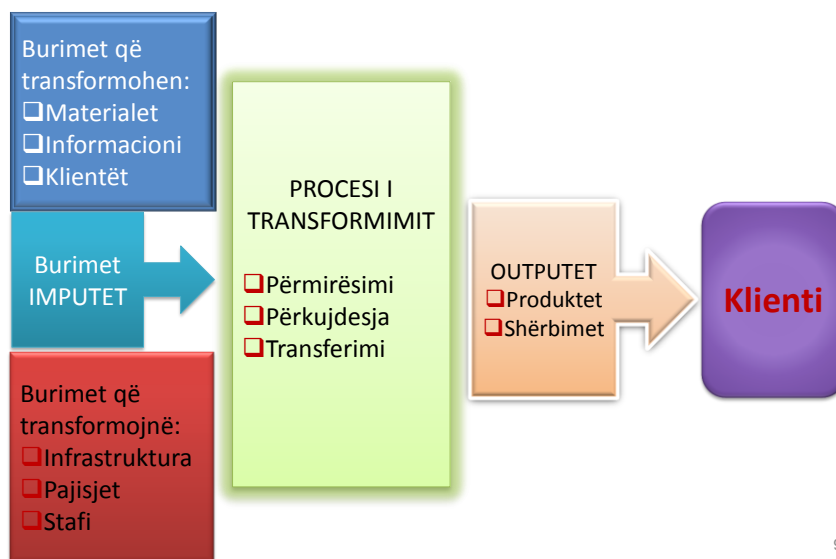 Burimet që
transformohen:
❑Materialet
❑Informacioni
❑Klientët
Burimet
IMPUTET
Burimet që
transformojnë:
❑Infrastruktura
❑Pajisjet
❑Stafi
PROCESI I
TRANSFORMIMIT
❑Përmirësimi
❑Përkujdesja
❑Transferimi
OUTPUTET
❑Produktet
❑Shërbimet
Klienti